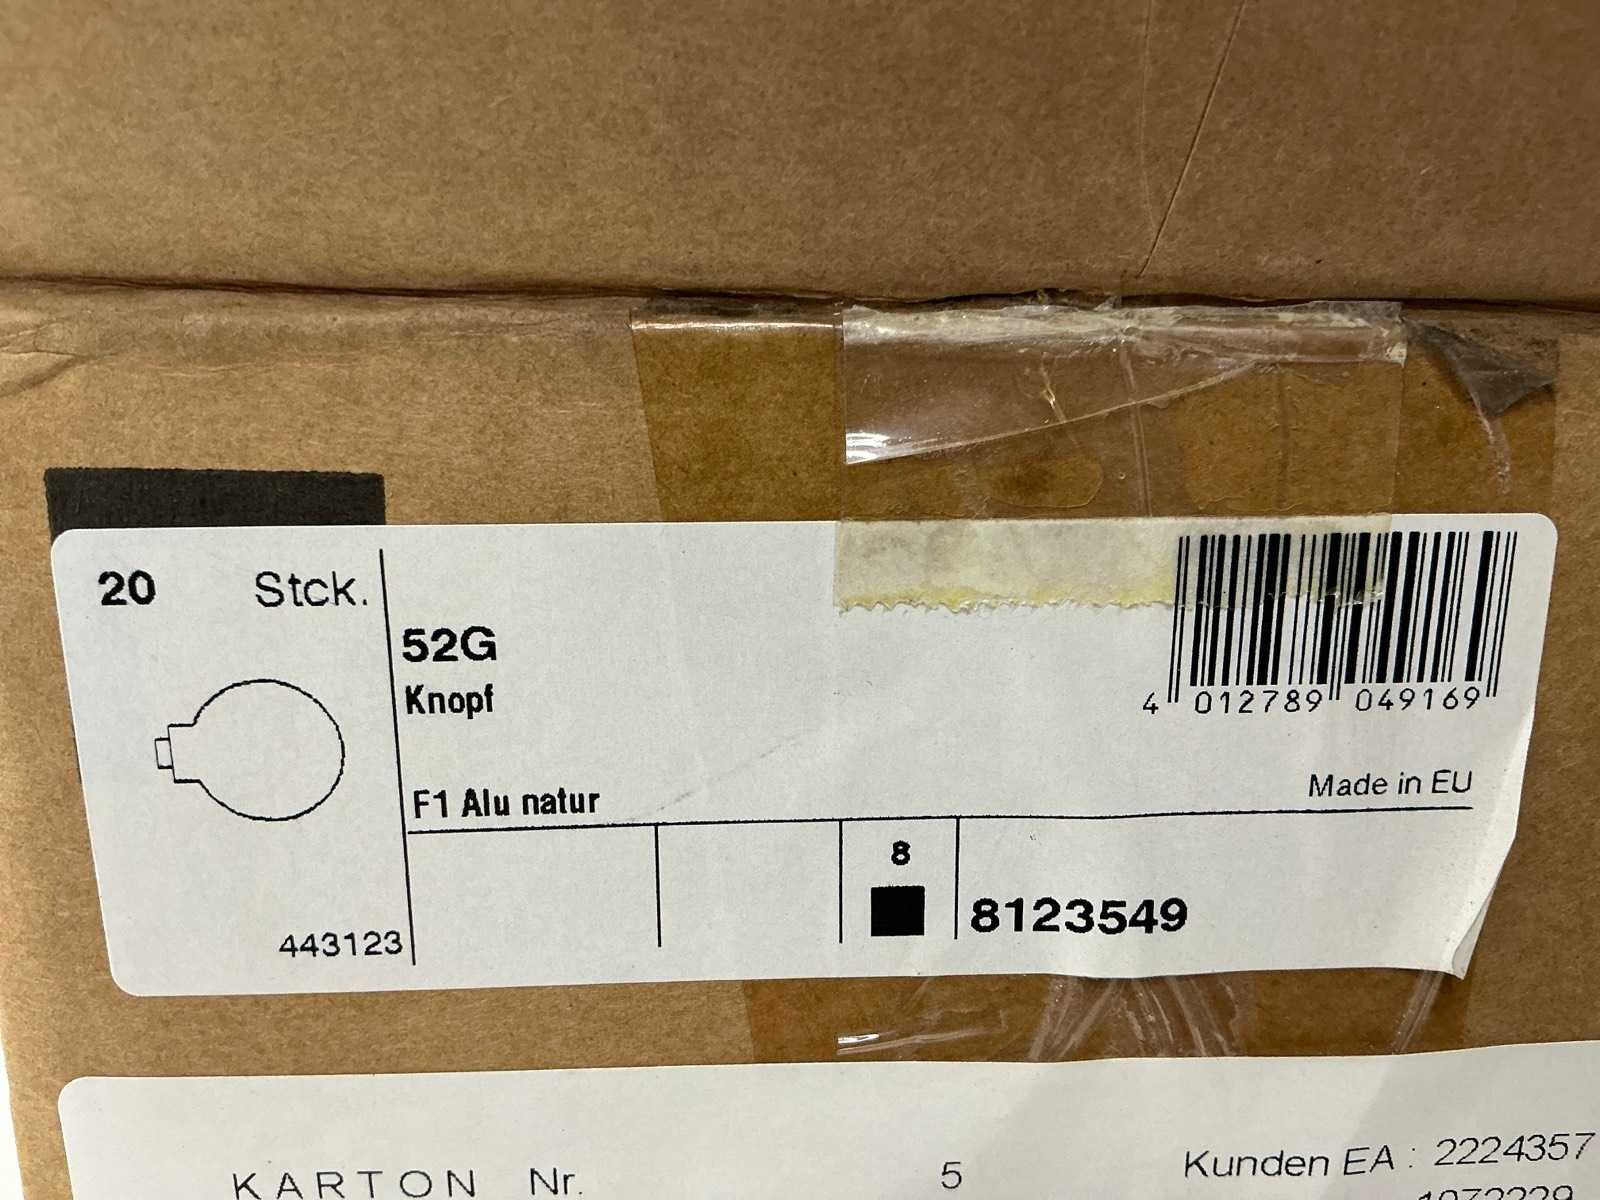 20 Stck.
52G
Knopf
4 012789 049169
F1 Alu natur
Made in EU
8
8123549
443123
KARTON Nr. 5 Kunden EA : 2224357